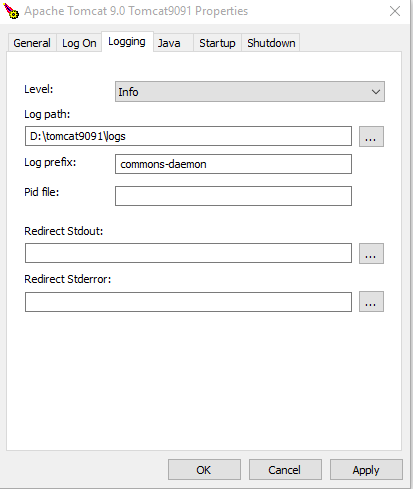 Apache Tomcat 9.0 Tomcat9091 Properties
General Log On Logging Java Startup Shutdown
Level: Info
Log path:
D:\tomcat9091\logs ...
Log prefix: commons-daemon
Pid file:
Redirect Stdout:
...
Redirect Stderror:
...
OK Cancel Apply